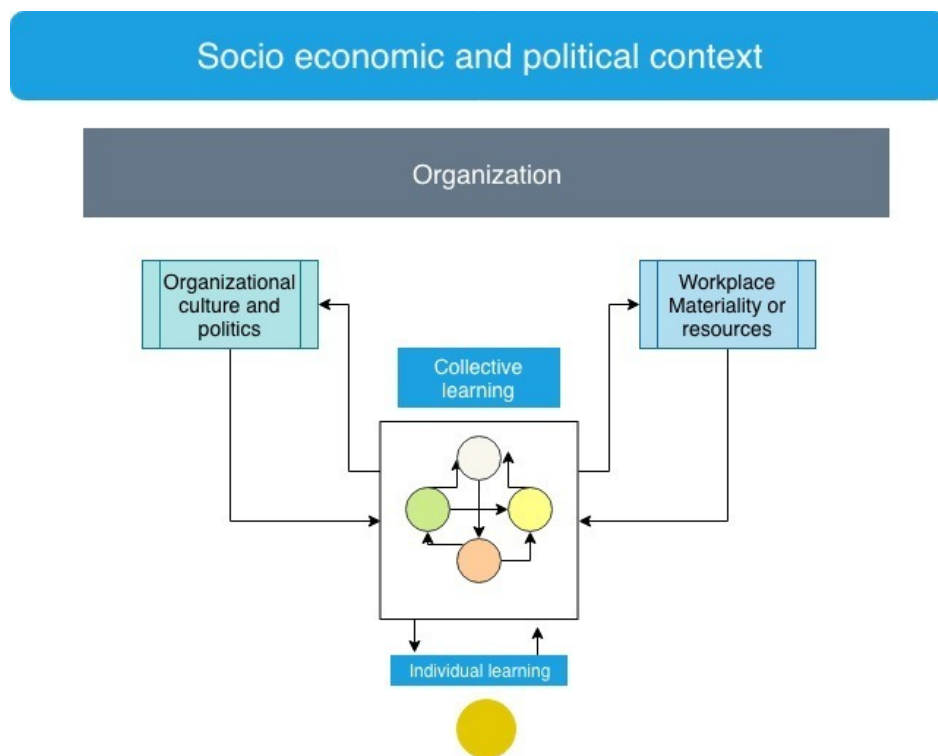 Socio economic and political context
Organization
Organizational
culture and
politics
Workplace
Materiality or
resources
Collective
learning
Individual learning